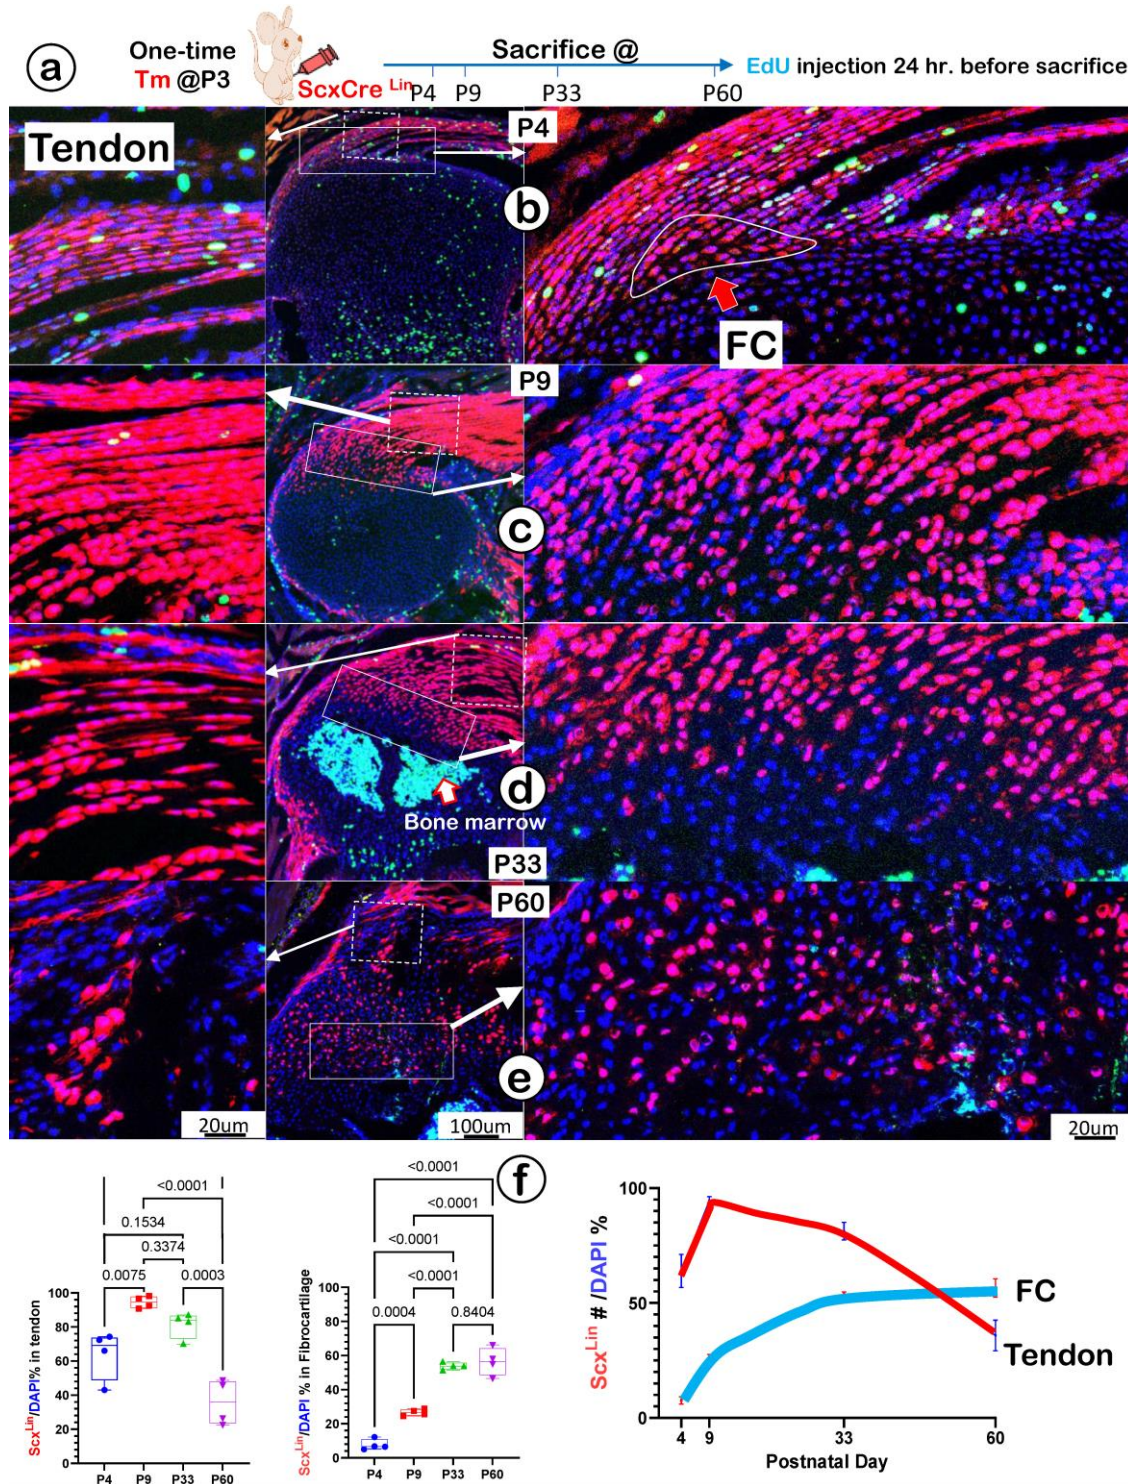 a
One-time
Tm @P3
ScxCre Lin
Sacrifice @
P4 P9 P33 P60
EdU injection 24 hr. before sacrifice
Tendon
P4
b
FC
P9
c
d
Bone marrow
P33
P60
e
20um
100um
20um
f
<0.0001
0.1534
0.3374
0.0075
0.0003
100
80
60
40
20
0
P4 P9 P33 P60
ScxLin/DAPI% in tendon
<0.0001
<0.0001
<0.0001
<0.0001
0.0004
0.8404
100
80
60
40
20
0
P4 P9 P33 P60
ScxLin/DAPI % in Fibrocartilage
100
50
0
4 9 33 60
Postnatal Day
ScxLin # /DAPI %
FC
Tendon